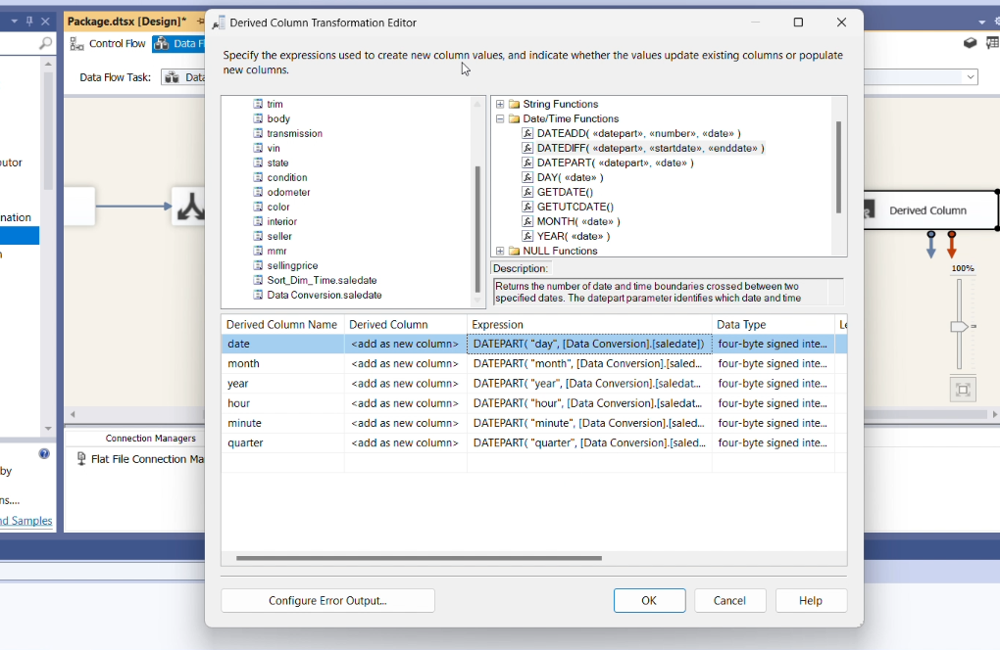 Package.dtsx [Design]*
Control Flow
Data Fl
Data Flow Task:
Data
utor
nation
n
by
ns....
nd Samples
Connection Managers
Flat File Connection Ma
Derived Column
100%
Derived Column Transformation Editor
Specify the expressions used to create new column values, and indicate whether the values update existing columns or populate
new columns.
trim
body
transmission
vin
state
condition
odometer
color
interior
seller
mmr
sellingprice
Sort_Dim_Time.saledate
Data Conversion.saledate
String Functions
Date/Time Functions
DATEADD( «datepart», «number», «date» )
DATEDIFF( «datepart», «startdate», «enddate» )
DATEPART( «datepart», «date» )
DAY( «date» )
GETDATE()
GETUTCDATE()
MONTH( «date» )
YEAR( «date» )
NULL Functions
Description:
Returns the number of date and time boundaries crossed between two
specified dates. The datepart parameter identifies which date and time
Derived Column Name Derived Column Expression Data Type Le
date <add as new column> DATEPART( "day", [Data Conversion].[saledate]) four-byte signed inte...
month <add as new column> DATEPART( "month", [Data Conversion].[saled... four-byte signed inte...
year <add as new column> DATEPART( "year", [Data Conversion].[saledat... four-byte signed inte...
hour <add as new column> DATEPART( "hour", [Data Conversion].[saledat... four-byte signed inte...
minute <add as new column> DATEPART( "minute", [Data Conversion].[saled... four-byte signed inte...
quarter <add as new column> DATEPART( "quarter", [Data Conversion].[saled... four-byte signed inte...
Configure Error Output...
OK
Cancel
Help